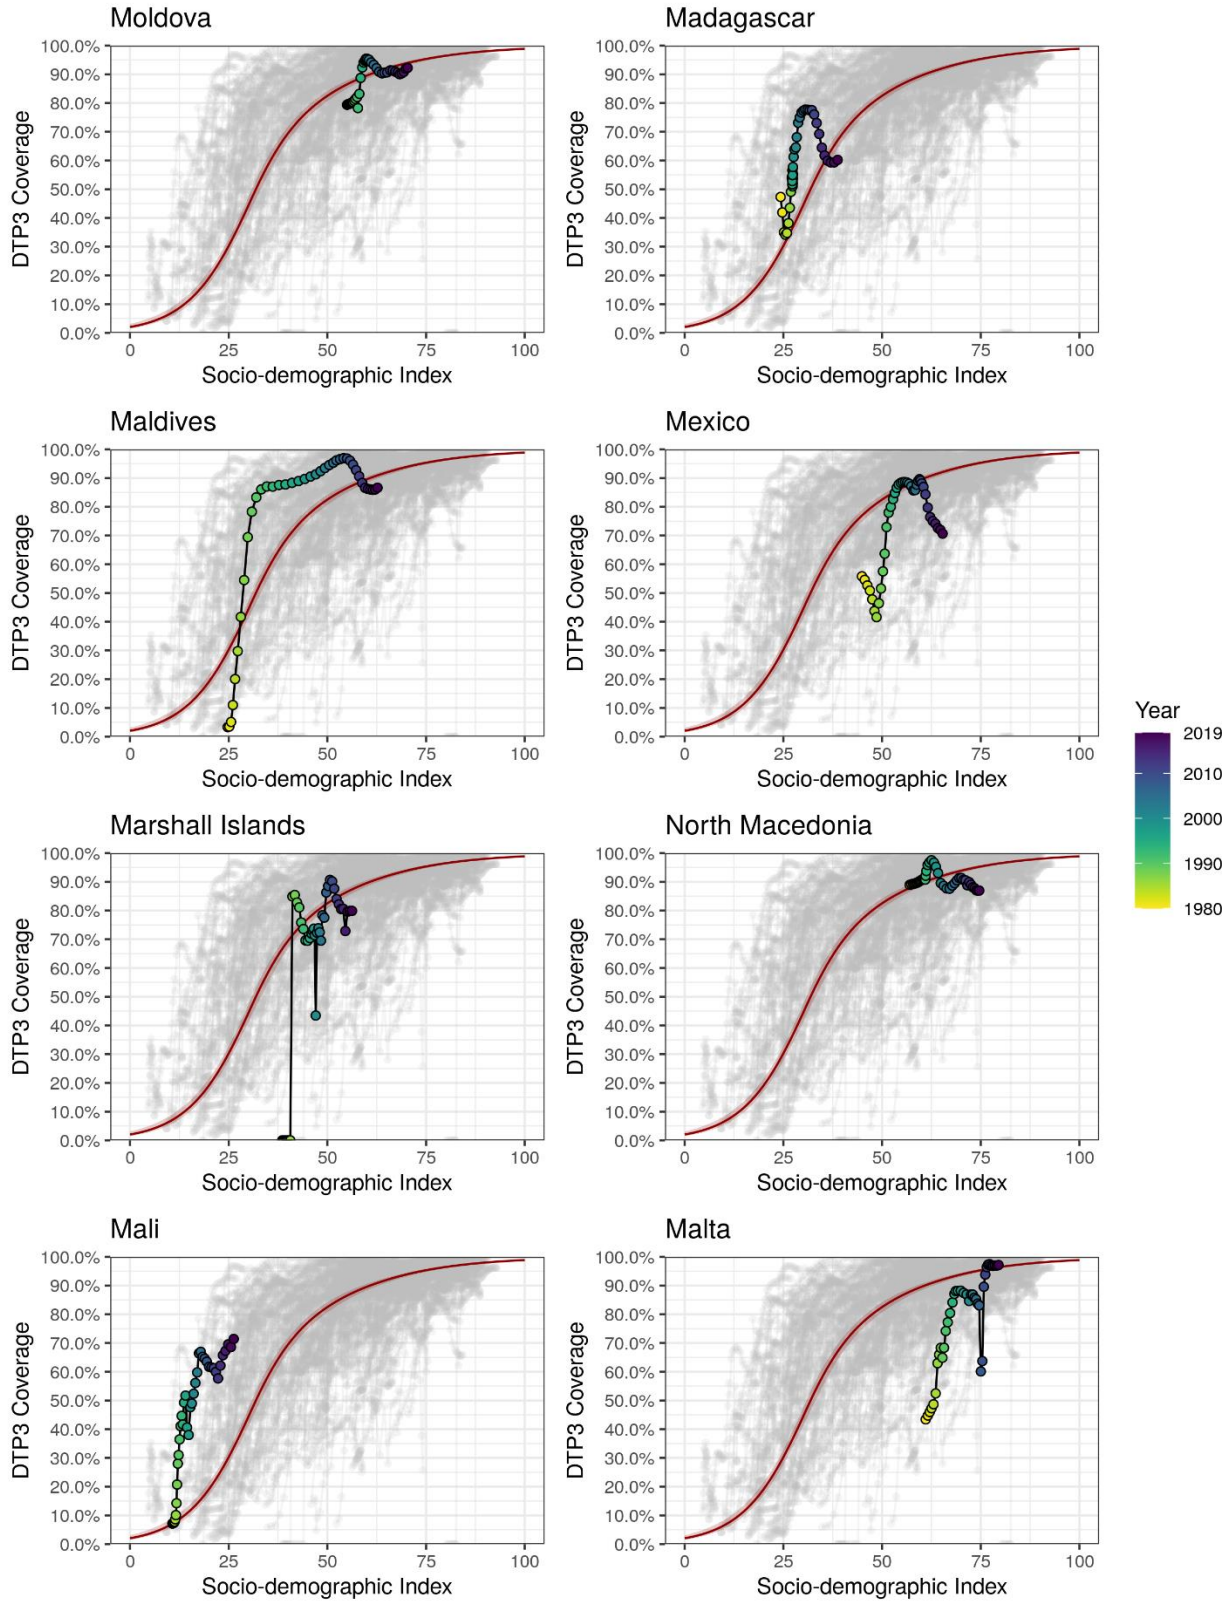 Moldova
Madagascar
100.0%
90.0%
80.0%
70.0%
60.0%
50.0%
40.0%
30.0%
20.0%
10.0%
0.0%
DTP3 Coverage
0 25 50 75 100
Socio-demographic Index
100.0%
90.0%
80.0%
70.0%
60.0%
50.0%
40.0%
30.0%
20.0%
10.0%
0.0%
DTP3 Coverage
0 25 50 75 100
Socio-demographic Index
Maldives
Mexico
100.0%
90.0%
80.0%
70.0%
60.0%
50.0%
40.0%
30.0%
20.0%
10.0%
0.0%
DTP3 Coverage
0 25 50 75 100
Socio-demographic Index
100.0%
90.0%
80.0%
70.0%
60.0%
50.0%
40.0%
30.0%
20.0%
10.0%
0.0%
DTP3 Coverage
0 25 50 75 100
Socio-demographic Index
Year
2019
2010
2000
1990
1980
Marshall Islands
North Macedonia
100.0%
90.0%
80.0%
70.0%
60.0%
50.0%
40.0%
30.0%
20.0%
10.0%
0.0%
DTP3 Coverage
0 25 50 75 100
Socio-demographic Index
100.0%
90.0%
80.0%
70.0%
60.0%
50.0%
40.0%
30.0%
20.0%
10.0%
0.0%
DTP3 Coverage
0 25 50 75 100
Socio-demographic Index
Mali
Malta
100.0%
90.0%
80.0%
70.0%
60.0%
50.0%
40.0%
30.0%
20.0%
10.0%
0.0%
DTP3 Coverage
0 25 50 75 100
Socio-demographic Index
100.0%
90.0%
80.0%
70.0%
60.0%
50.0%
40.0%
30.0%
20.0%
10.0%
0.0%
DTP3 Coverage
0 25 50 75 100
Socio-demographic Index